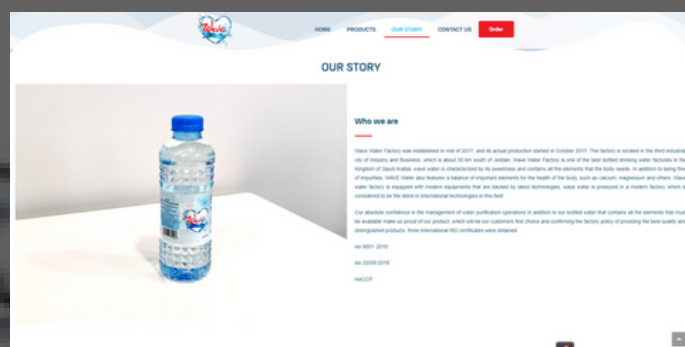 HOME PRODUCTS OUR STORY CONTACT US Order
OUR STORY
Who we are
Wave Water Factory was established in mid of 2017, and its actual production started in October 2017. The factory is located in the third industrial
city of Industry and Business, which is about 50 km south of Jeddah. Wave Water Factory is one of the best bottled drinking water factories in the
Kingdom of Saudi Arabia. wave water is characterized by its sweetness and contains all the elements that the body needs. In addition to being free
of impurities, WAVE Water also features a balance of important elements for the health of the body, such as calcium, magnesium and others. Wave
water factory is equipped with modern equipments that are backed by latest technologies. wave water is produced in a modern factory, which is
considered to be the latest in international technologies in this field.
Our absolute confidence in the management of water purification operations in addition to our bottled water that contains all the elements that must
be available make us proud of our product, which will be our customers first choice and confirming the factory policy of providing the best quality and
distinguished products, three international ISO certificates were obtained.
iso 9001: 2015
iso 22000:2018
HACCP